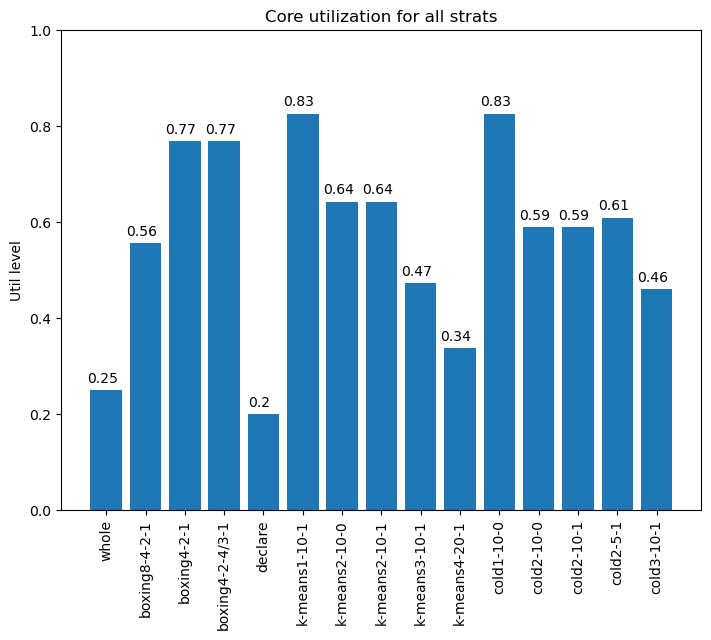 Core utilization for all strats
Util level
1.0
0.8
0.6
0.4
0.2
0.0
0.25
0.56
0.77
0.77
0.2
0.83
0.64
0.64
0.47
0.34
0.83
0.59
0.59
0.61
0.46
whole
boxing8-4-2-1
boxing4-2-1
boxing4-2-4/3-1
declare
k-means1-10-1
k-means2-10-0
k-means2-10-1
k-means3-10-1
k-means4-20-1
cold1-10-0
cold2-10-0
cold2-10-1
cold2-5-1
cold3-10-1